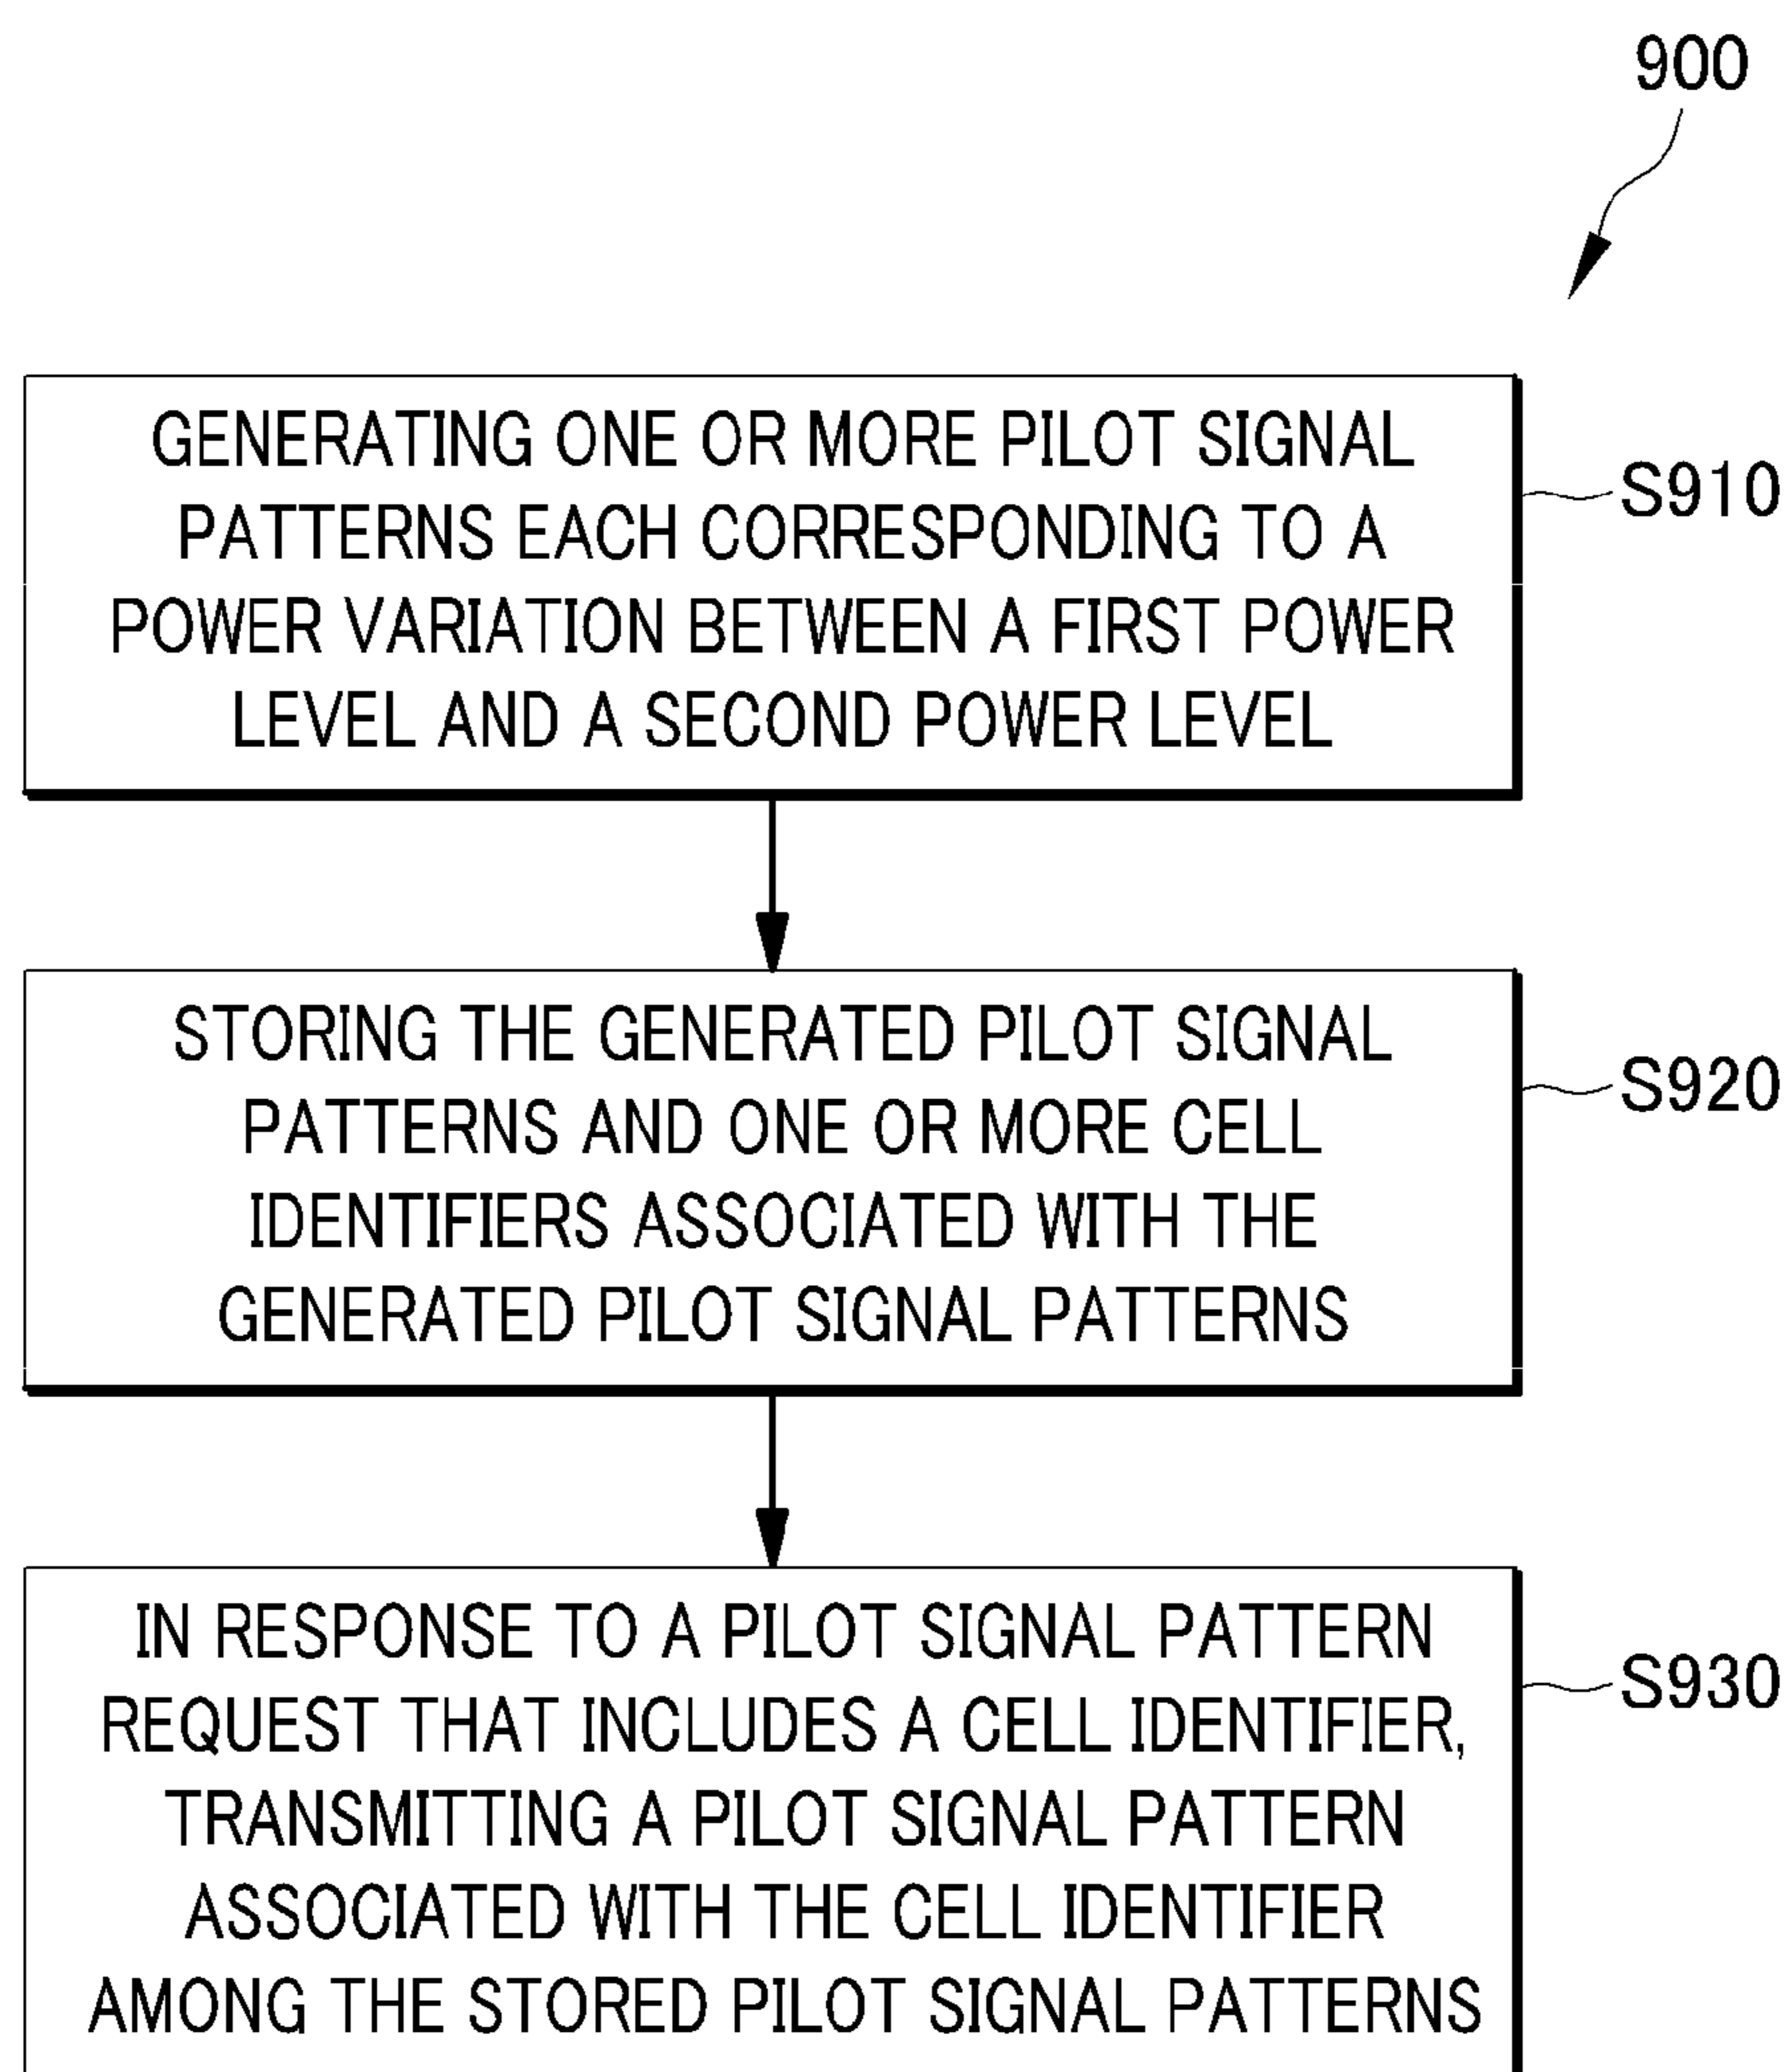 900
GENERATING ONE OR MORE PILOT SIGNAL
PATTERNS EACH CORRESPONDING TO A
POWER VARIATION BETWEEN A FIRST POWER
LEVEL AND A SECOND POWER LEVEL
S910
STORING THE GENERATED PILOT SIGNAL
PATTERNS AND ONE OR MORE CELL
IDENTIFIERS ASSOCIATED WITH THE
GENERATED PILOT SIGNAL PATTERNS
S920
IN RESPONSE TO A PILOT SIGNAL PATTERN
REQUEST THAT INCLUDES A CELL IDENTIFIER,
TRANSMITTING A PILOT SIGNAL PATTERN
ASSOCIATED WITH THE CELL IDENTIFIER
AMONG THE STORED PILOT SIGNAL PATTERNS
S930